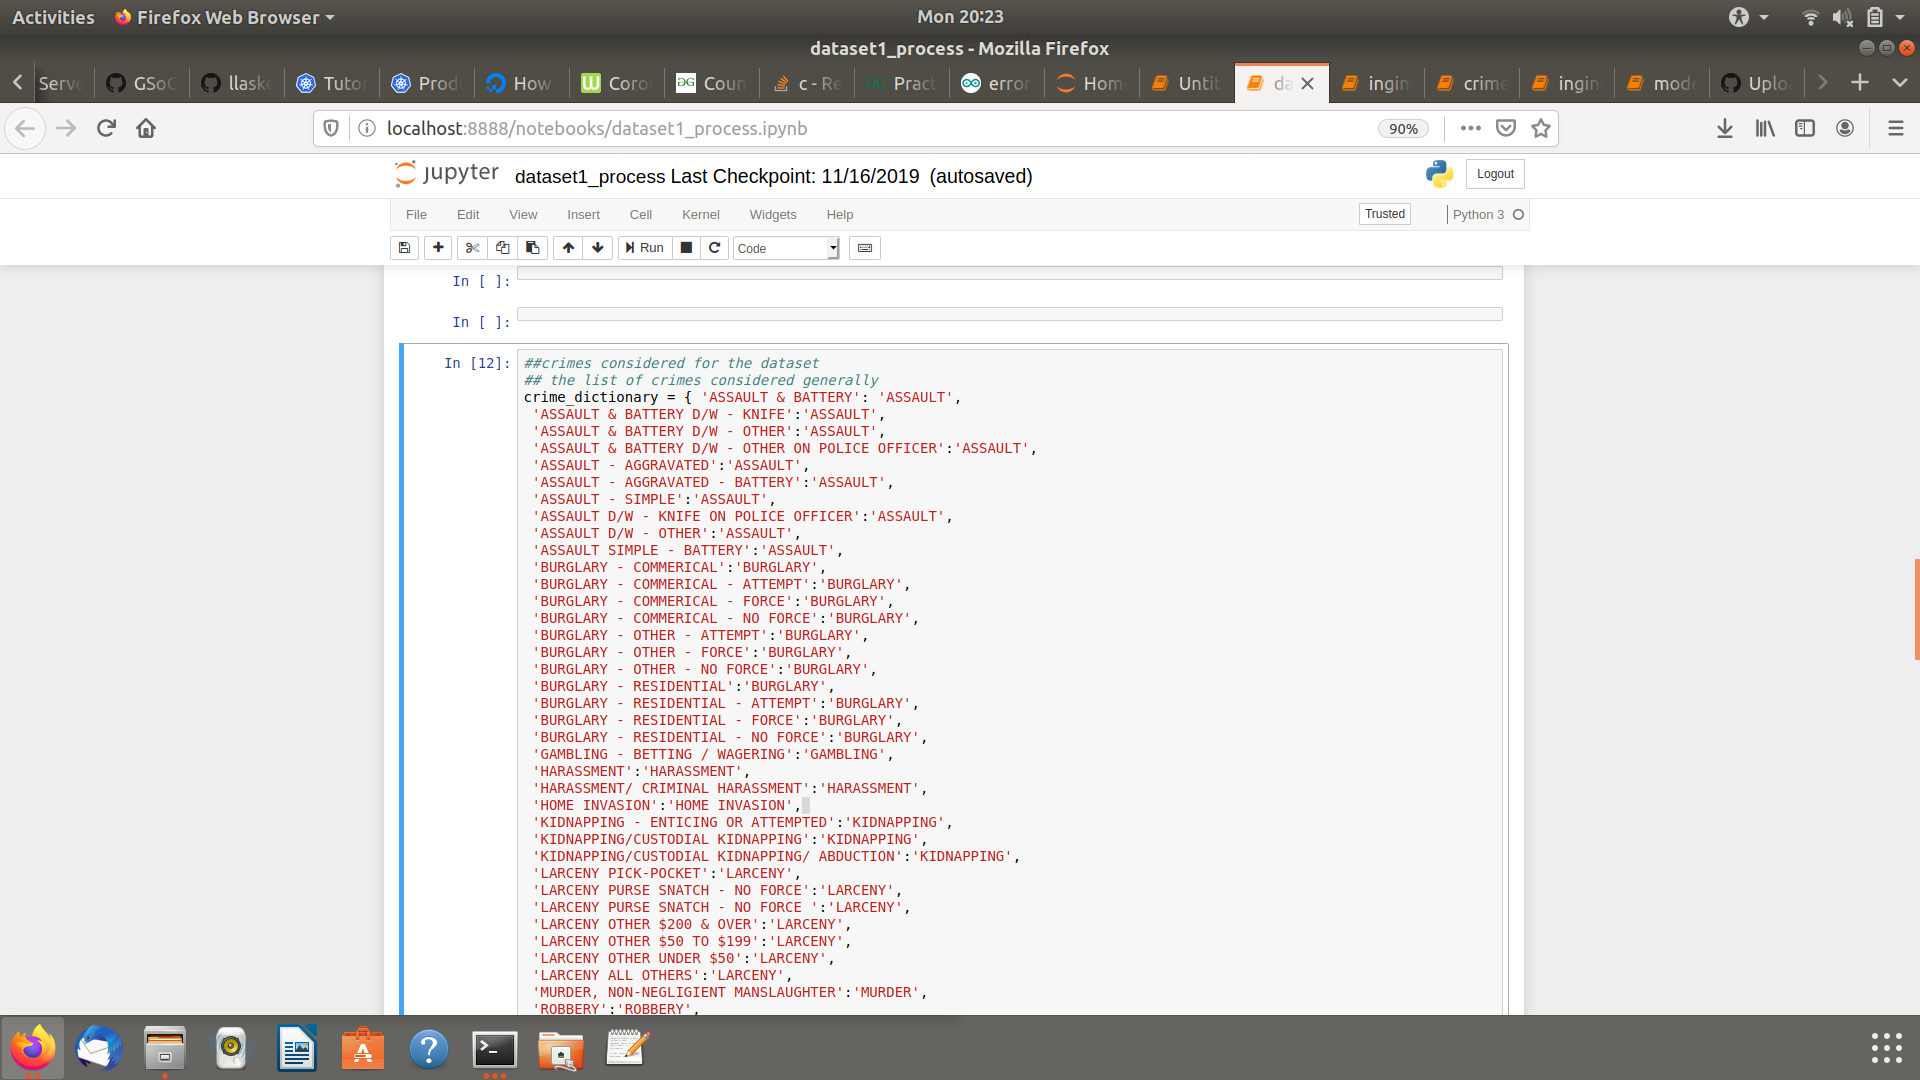 Activities
Firefox Web Browser
Mon 20:23
dataset1_process - Mozilla Firefox
Serve
GSoC
llaske
Tutor
Prod
How
Coro
Coun
c - Re
Pract
error
Home
Untit
da
ingin
crime
ingin
mode
Uplo
localhost:8888/notebooks/dataset1_process.ipynb
90%
jupyter
dataset1_process Last Checkpoint: 11/16/2019 (autosaved)
Logout
File Edit View Insert Cell Kernel Widgets Help
Trusted
Python 3
Run
Code
In [ ]:
In [ ]:
In [12]:
##crimes considered for the dataset
## the list of crimes considered generally
crime_dictionary = { 'ASSAULT & BATTERY': 'ASSAULT',
'ASSAULT & BATTERY D/W - KNIFE':'ASSAULT',
'ASSAULT & BATTERY D/W - OTHER':'ASSAULT',
'ASSAULT & BATTERY D/W - OTHER ON POLICE OFFICER':'ASSAULT',
'ASSAULT - AGGRAVATED':'ASSAULT',
'ASSAULT - AGGRAVATED - BATTERY':'ASSAULT',
'ASSAULT - SIMPLE':'ASSAULT',
'ASSAULT D/W - KNIFE ON POLICE OFFICER':'ASSAULT',
'ASSAULT D/W - OTHER':'ASSAULT',
'ASSAULT SIMPLE - BATTERY':'ASSAULT',
'BURGLARY - COMMERICAL':'BURGLARY',
'BURGLARY - COMMERICAL - ATTEMPT':'BURGLARY',
'BURGLARY - COMMERICAL - FORCE':'BURGLARY',
'BURGLARY - COMMERICAL - NO FORCE':'BURGLARY',
'BURGLARY - OTHER - ATTEMPT':'BURGLARY',
'BURGLARY - OTHER - FORCE':'BURGLARY',
'BURGLARY - OTHER - NO FORCE':'BURGLARY',
'BURGLARY - RESIDENTIAL':'BURGLARY',
'BURGLARY - RESIDENTIAL - ATTEMPT':'BURGLARY',
'BURGLARY - RESIDENTIAL - FORCE':'BURGLARY',
'BURGLARY - RESIDENTIAL - NO FORCE':'BURGLARY',
'GAMBLING - BETTING / WAGERING':'GAMBLING',
'HARASSMENT':'HARASSMENT',
'HARASSMENT/ CRIMINAL HARASSMENT':'HARASSMENT',
'HOME INVASION':'HOME INVASION',
'KIDNAPPING - ENTICING OR ATTEMPTED':'KIDNAPPING',
'KIDNAPPING/CUSTODIAL KIDNAPPING':'KIDNAPPING',
'KIDNAPPING/CUSTODIAL KIDNAPPING/ ABDUCTION':'KIDNAPPING',
'LARCENY PICK-POCKET':'LARCENY',
'LARCENY PURSE SNATCH - NO FORCE':'LARCENY',
'LARCENY PURSE SNATCH - NO FORCE ':'LARCENY',
'LARCENY OTHER $200 & OVER':'LARCENY',
'LARCENY OTHER $50 TO $199':'LARCENY',
'LARCENY OTHER UNDER $50':'LARCENY',
'LARCENY ALL OTHERS':'LARCENY',
'MURDER, NON-NEGLIGIENT MANSLAUGHTER':'MURDER',
'ROBBERY':'ROBBERY',